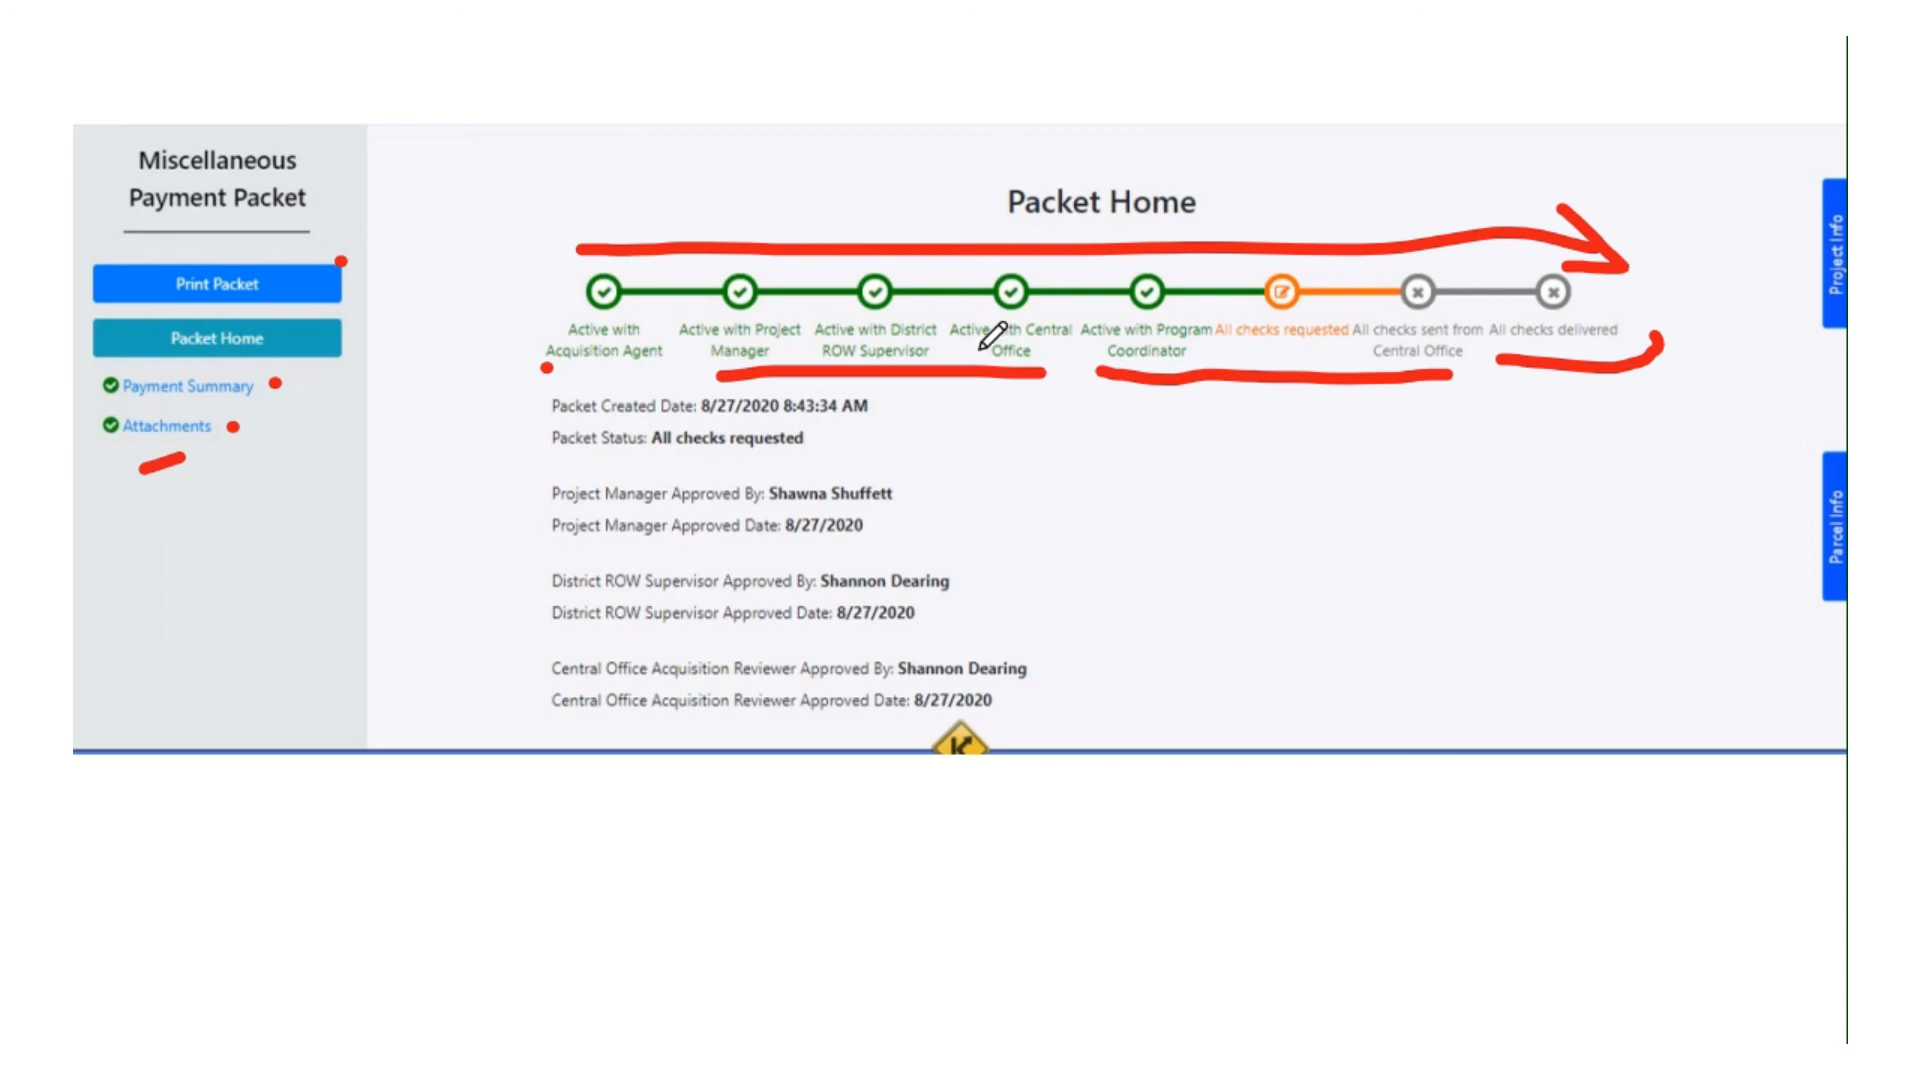 Miscellaneous
Payment Packet
Print Packet
Packet Home
Payment Summary
Attachments
Packet Home
Active with
Acquisition Agent
Active with Project
Manager
Active with District
ROW Supervisor
Active with Central
Office
Active with Program
Coordinator
All checks requested
All checks sent from
Central Office
All checks delivered
Packet Created Date: 8/27/2020 8:43:34 AM
Packet Status: All checks requested
Project Manager Approved By: Shawna Shuffett
Project Manager Approved Date: 8/27/2020
District ROW Supervisor Approved By: Shannon Dearing
District ROW Supervisor Approved Date: 8/27/2020
Central Office Acquisition Reviewer Approved By: Shannon Dearing
Central Office Acquisition Reviewer Approved Date: 8/27/2020
Project Info
Parcel Info